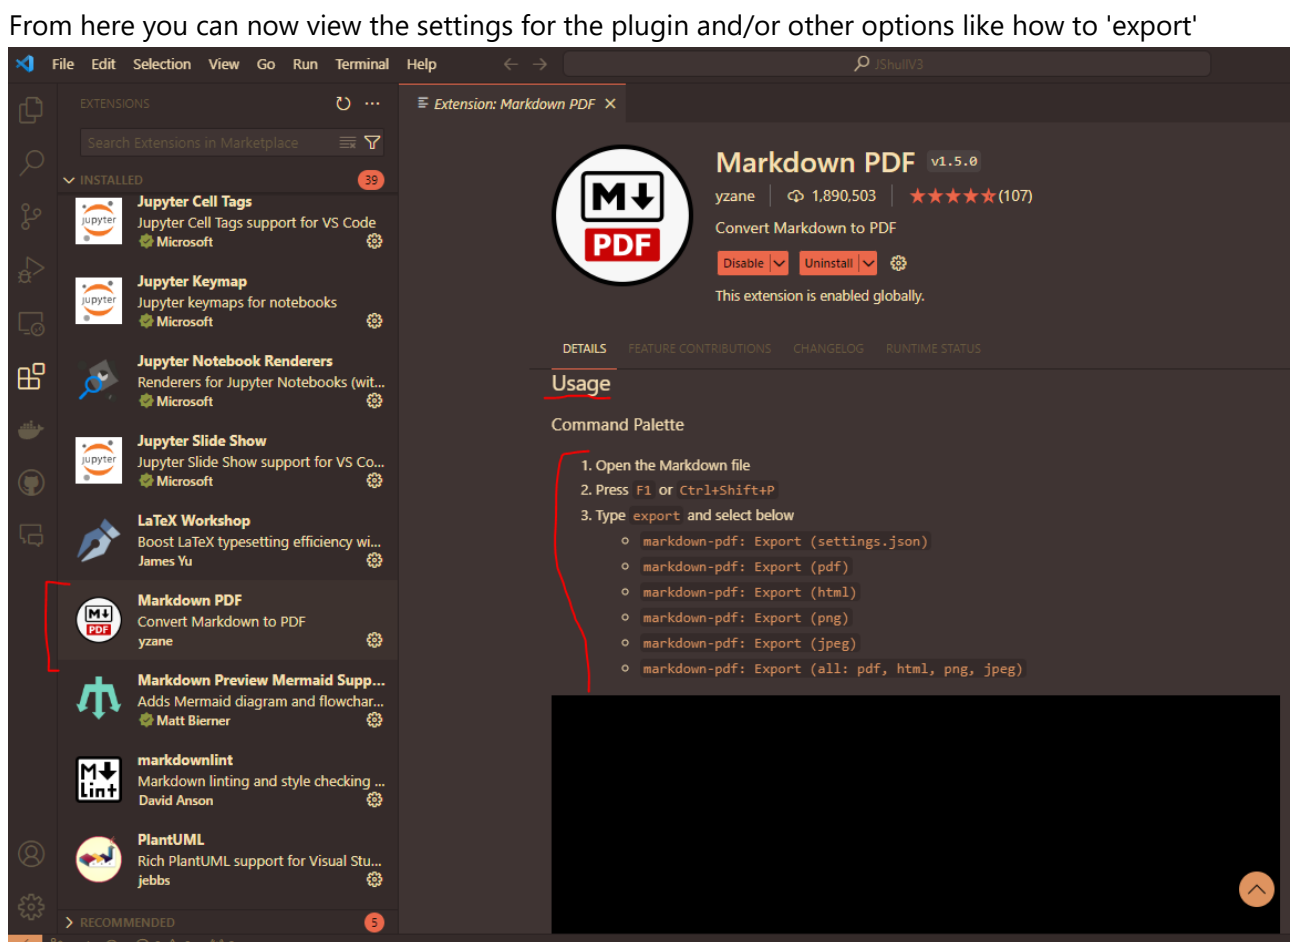 From here you can now view the settings for the plugin and/or other options like how to 'export'
File Edit Selection View Go Run Terminal Help
JShullV3
EXTENSIONS
Search Extensions in Marketplace
INSTALLED 39
Jupyter Cell Tags
Jupyter Cell Tags support for VS Code
Microsoft
Jupyter Keymap
Jupyter keymaps for notebooks
Microsoft
Jupyter Notebook Renderers
Renderers for Jupyter Notebooks (wit...
Microsoft
Jupyter Slide Show
Jupyter Slide Show support for VS Co...
Microsoft
LaTeX Workshop
Boost LaTeX typesetting efficiency wi...
James Yu
Markdown PDF
Convert Markdown to PDF
yzane
Markdown Preview Mermaid Supp...
Adds Mermaid diagram and flowchar...
Matt Bierner
markdownlint
Markdown linting and style checking ...
David Anson
PlantUML
Rich PlantUML support for Visual Stu...
jebbs
RECOMMENDED 5
jupyter
jupyter
jupyter
M
PDF
M
Lint
Extension: Markdown PDF
M
PDF
Markdown PDF v1.5.0
yzane 1,890,503 (107)
Convert Markdown to PDF
Disable Uninstall
This extension is enabled globally.
DETAILS FEATURE CONTRIBUTIONS CHANGELOG RUNTIME STATUS
Usage
Command Palette
1. Open the Markdown file
2. Press F1 or Ctrl+Shift+P
3. Type export and select below
markdown-pdf: Export (settings.json)
markdown-pdf: Export (pdf)
markdown-pdf: Export (html)
markdown-pdf: Export (png)
markdown-pdf: Export (jpeg)
markdown-pdf: Export (all: pdf, html, png, jpeg)